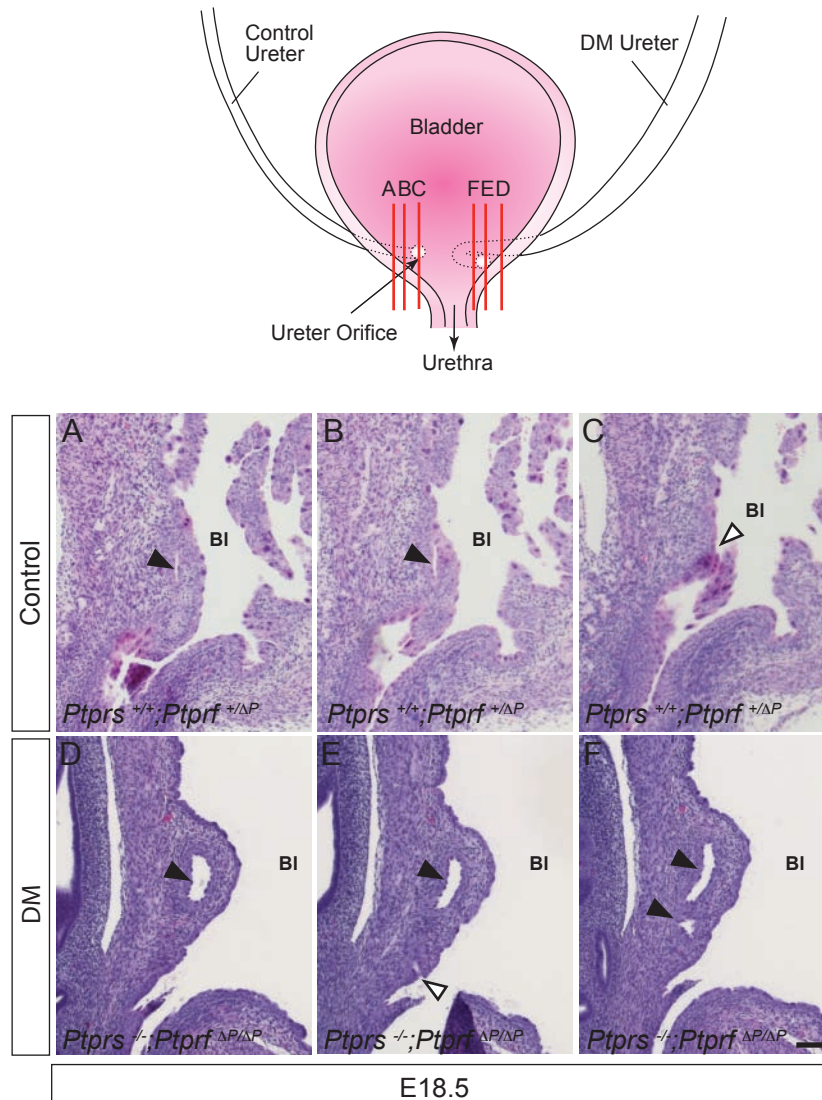 Control
Ureter
DM Ureter
Bladder
ABC
FED
Ureter Orifice
Urethra
Control
A
Bl
Ptprs +/+;Ptprf +/ΔP
B
Bl
Ptprs +/+;Ptprf +/ΔP
C
Bl
Ptprs +/+;Ptprf +/ΔP
DM
D
Bl
Ptprs -/-;Ptprf ΔP/ΔP
E
Bl
Ptprs -/-;Ptprf ΔP/ΔP
F
Bl
Ptprs -/-;Ptprf ΔP/ΔP
E18.5